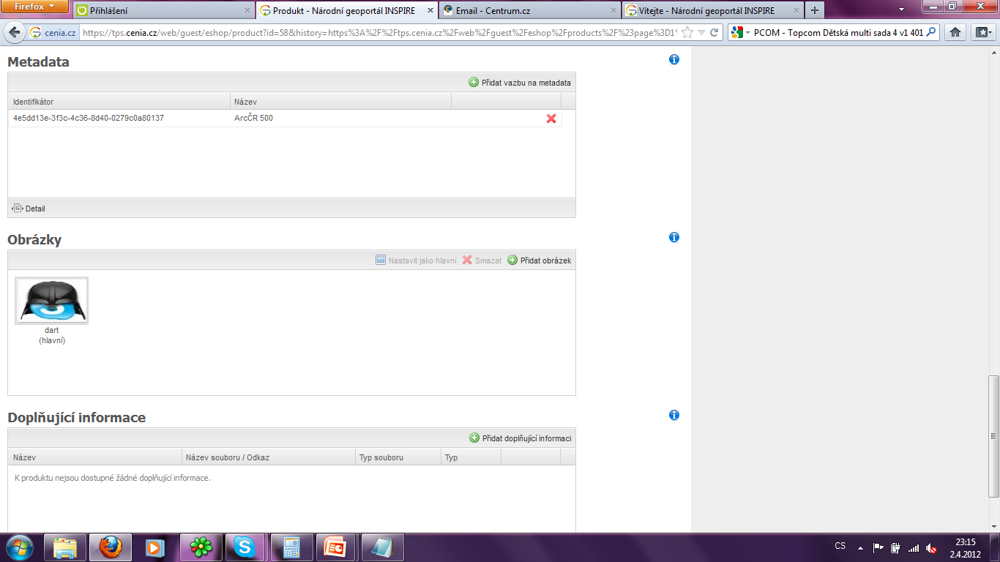 Firefox
Přihlášení
Produkt - Národní geoportál INSPIRE
Email - Centrum.cz
Vítejte - Národní geoportál INSPIRE
cenia.cz
https://tps.cenia.cz/web/guest/eshop/product?id=58&history=https%3A%2F%2Ftps.cenia.cz%2Fweb%2Fguest%2Feshop%2Fproducts%2F%23page%3D1
PCOM - Topcom Dětská multi sada 4 v1 401
Metadata
Přidat vazbu na metadata
Identifikátor Název
4e5dd13e-3f3c-4c36-8d40-0279c0a80137 ArcČR 500
Detail
Obrázky
Nastavit jako hlavní Smazat Přidat obrázek
dart
(hlavní)
Doplňující informace
Přidat doplňující informaci
Název Název souboru / Odkaz Typ souboru Typ
K produktu nejsou dostupné žádné doplňující informace.
CS
23:15
2.4.2012